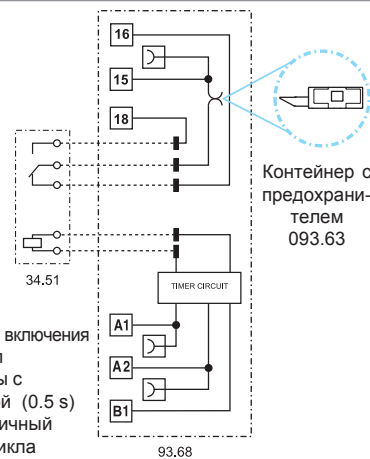 16
15
18
Контейнер с
предохрани-
телем
093.63
34.51
TIMER CIRCUIT
включения
ы с
й (0.5 s)
ичный
икла
A1
A2
B1
93.68